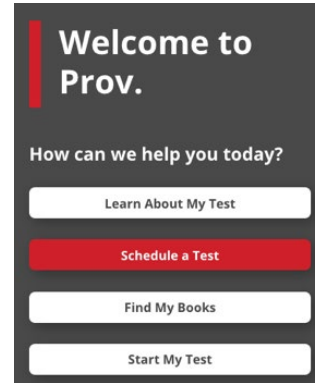 Welcome to
Prov.
How can we help you today?
Learn About My Test
Schedule a Test
Find My Books
Start My Test